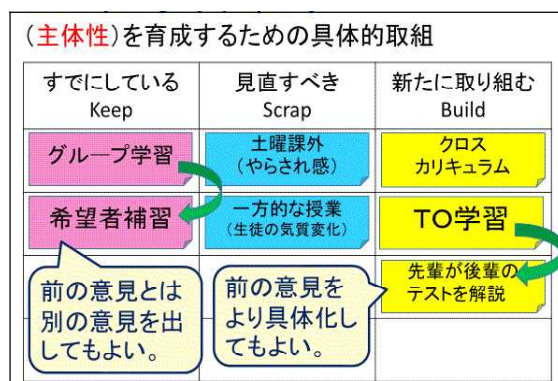 （主体性）を育成するための具体的取組
すでにしている
Keep
見直すべき
Scrap
新たに取り組む
Build
グループ学習
土曜課外
（やらされ感）
クロス
カリキュラム
希望者補習
一方的な授業
（生徒の気質変化）
TO学習
先輩が後輩の
テストを解説
前の意見とは
別の意見を出
してもよい。
前の意見を
より具体化し
てもよい。